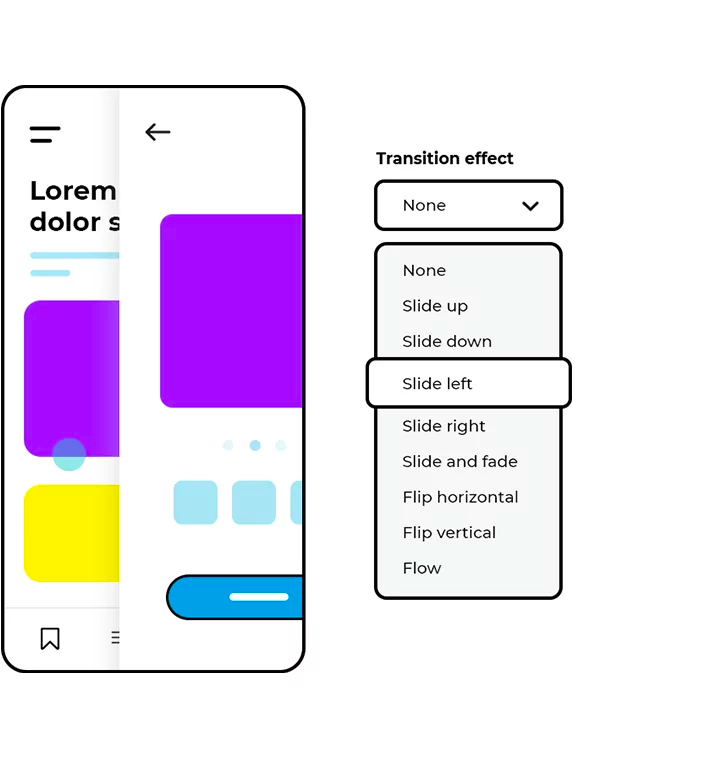 Lorem
dolor s
Transition effect
None
None
Slide up
Slide down
Slide left
Slide right
Slide and fade
Flip horizontal
Flip vertical
Flow